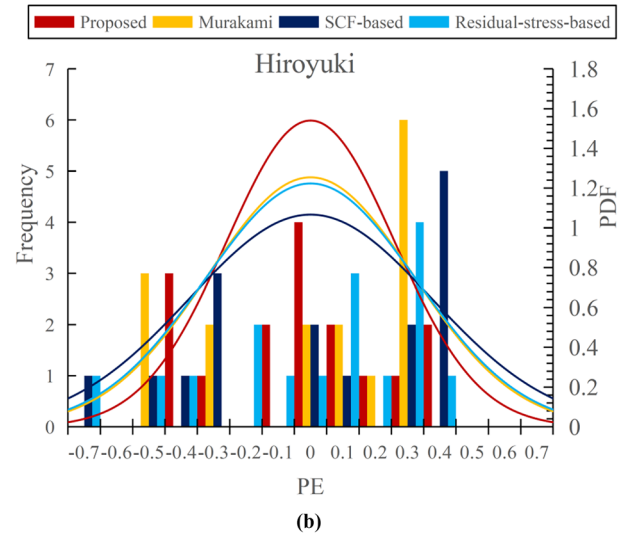 Proposed Murakami SCF-based Residual-stress-based
Hiroyuki
7
6
5
4
3
2
1
0
Frequency
1.8
1.6
1.4
1.2
1
0.8
0.6
0.4
0.2
0
PDF
-0.7 -0.6 -0.5 -0.4 -0.3 -0.2 -0.1 0 0.1 0.2 0.3 0.4 0.5 0.6 0.7
PE
(b)